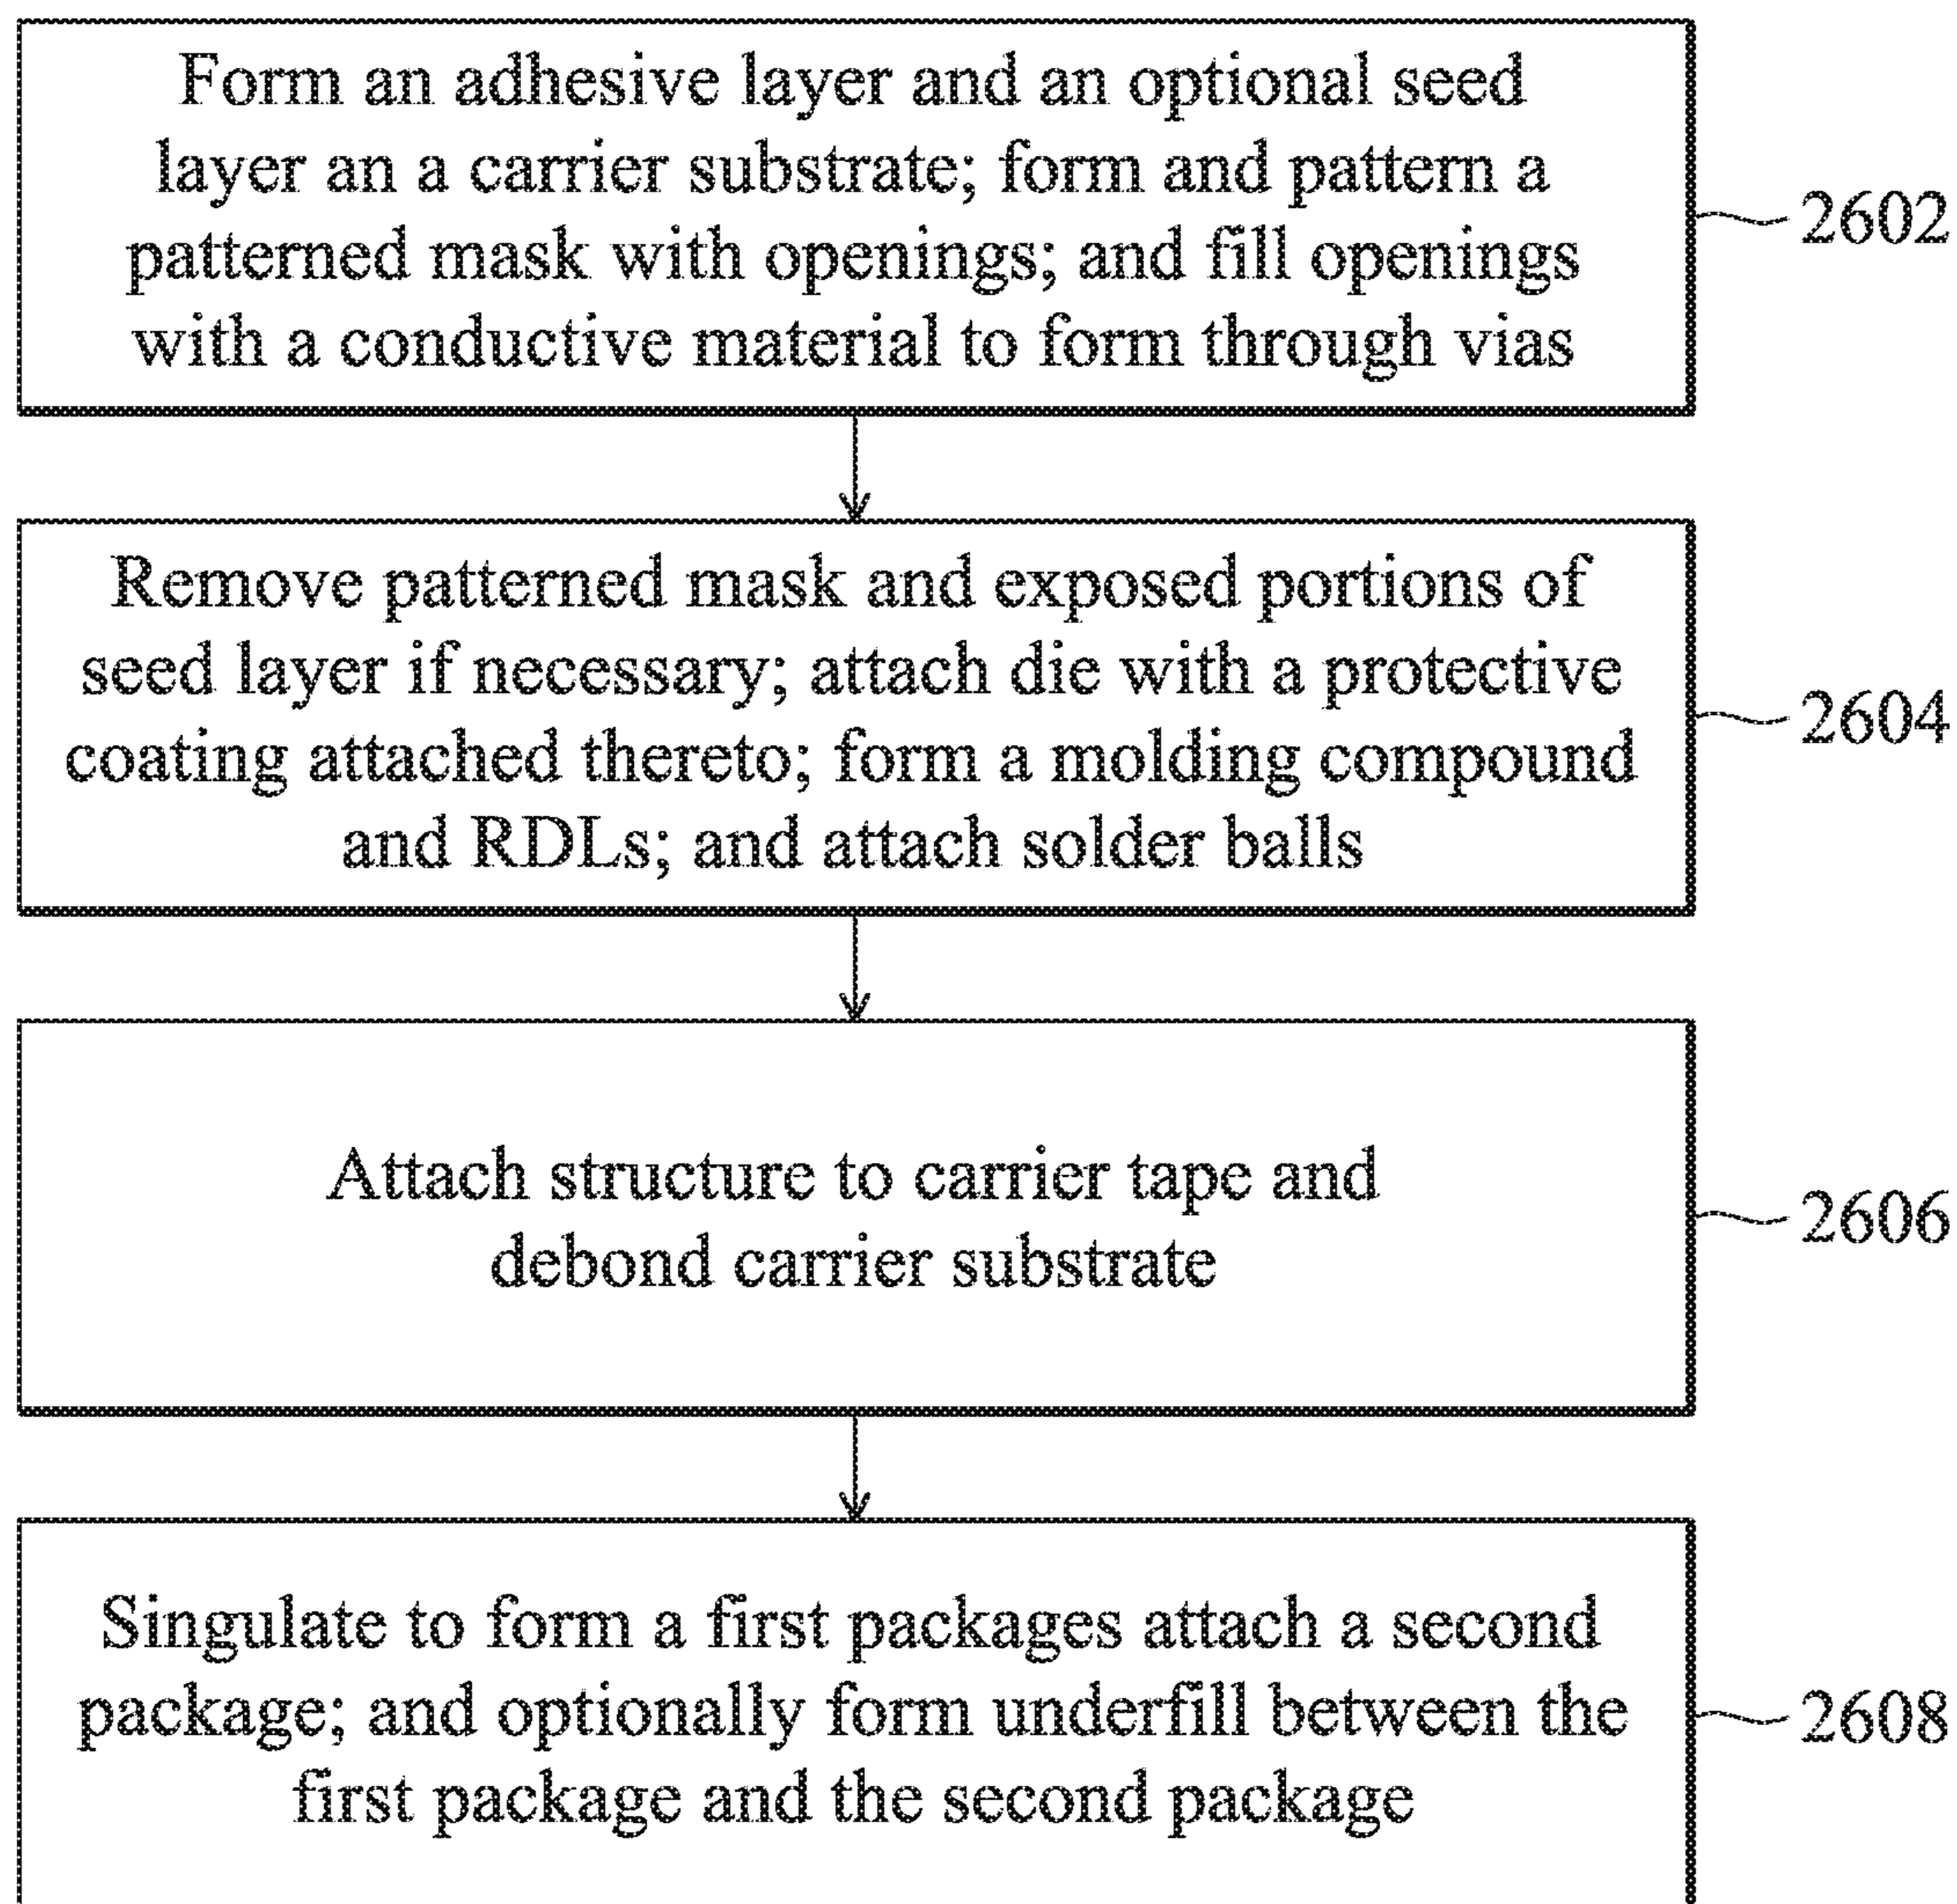 Form an adhesive layer and an optional seed
layer an a carrier substrate; form and pattern a
patterned mask with openings; and fill openings
with a conductive material to form through vias
2602
Remove patterned mask and exposed portions of
seed layer if necessary; attach die with a protective
coating attached thereto; form a molding compound
and RDLs; and attach solder balls
2604
Attach structure to carrier tape and
debond carrier substrate
2606
Singulate to form a first packages attach a second
package; and optionally form underfill between the
first package and the second package
2608